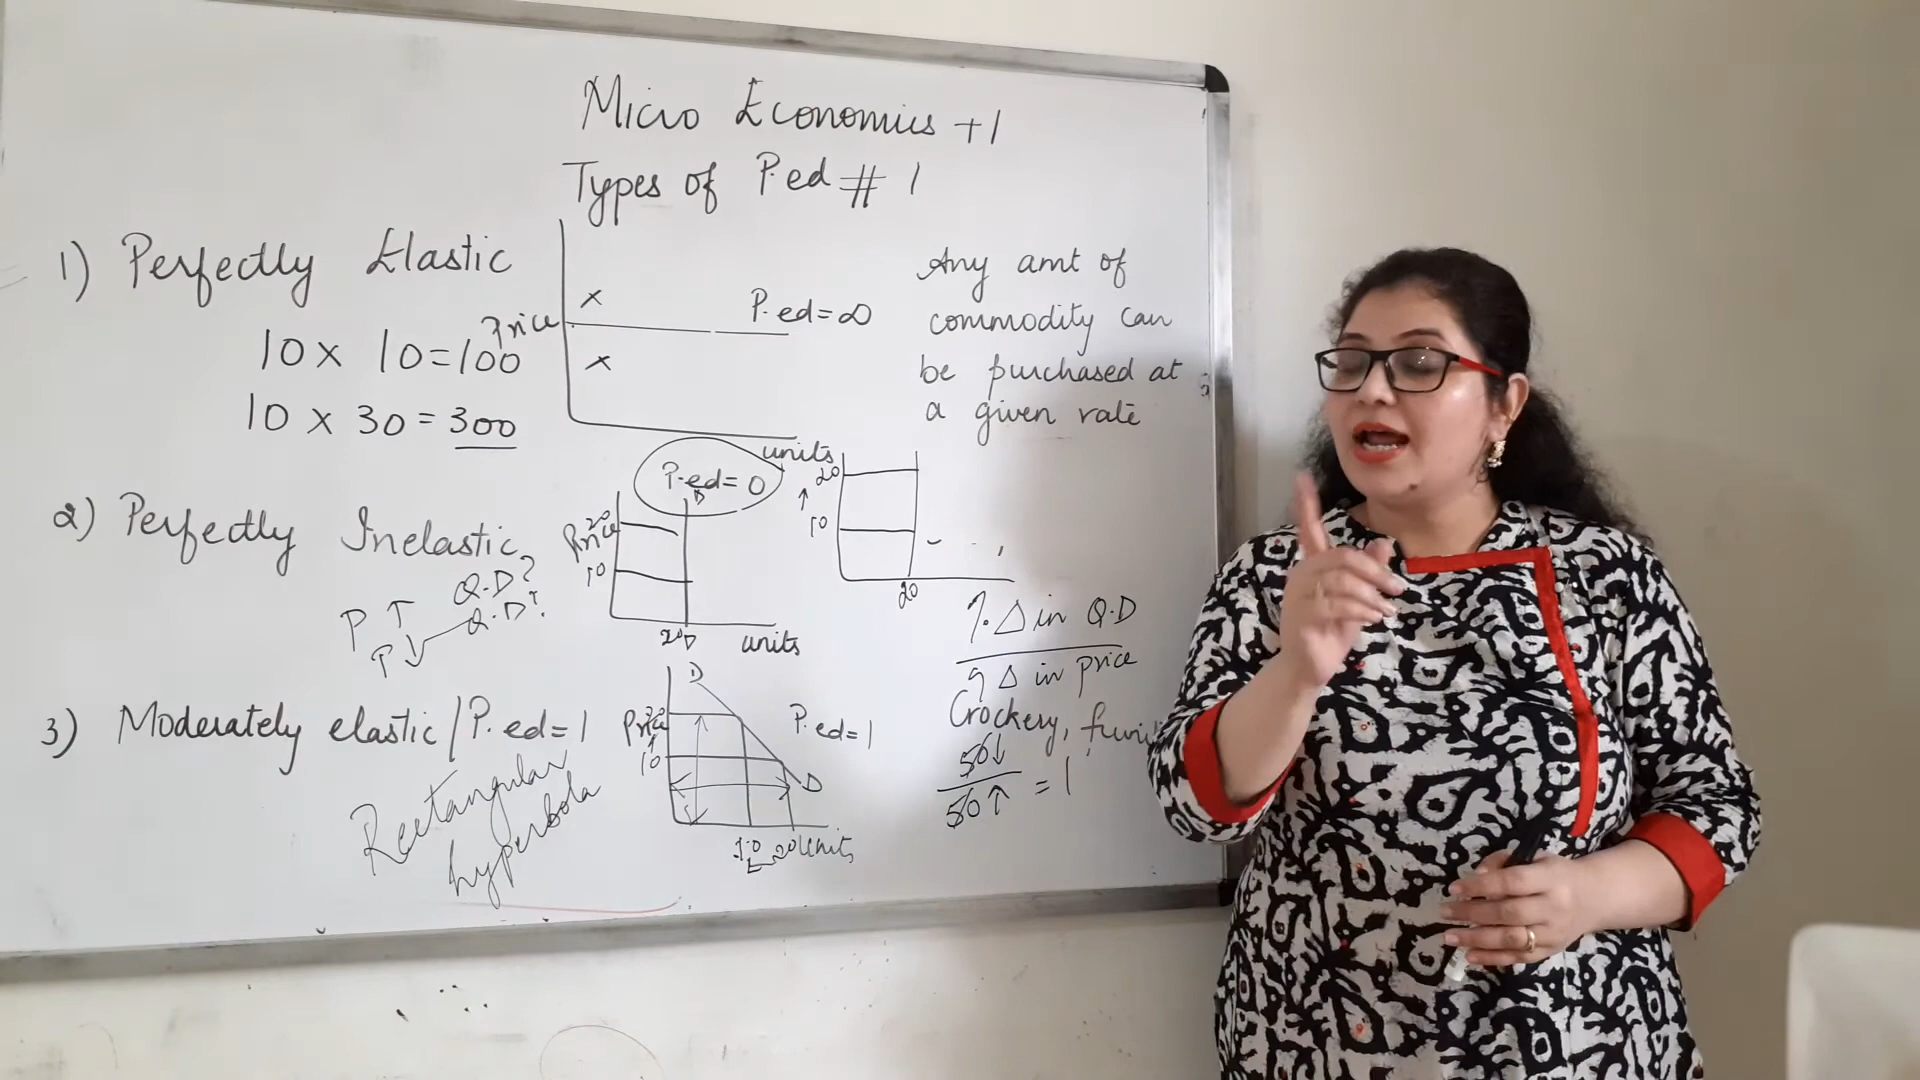 Micro Economics +1
Types of P.ed # 1
1) Perfectly Elastic
10 x 10 = 100
10 x 30 = 300
Price
x
x
P.ed = ∞
units
Any amt of
commodity can
be purchased at
a given rate
2) Perfectly Inelastic
P ↑ Q.D?
P ↓ Q.D?
P.ed = 0
D
Price
20
10
20
D
units
20
↑
10
20
%. Δ in Q.D
% Δ in price
3) Moderately elastic / P.ed = 1
Rectangular
hyperbola
D
Price
20
10
P.ed = 1
D
10 20 units
Crockery,
50↓
50↑
= 1